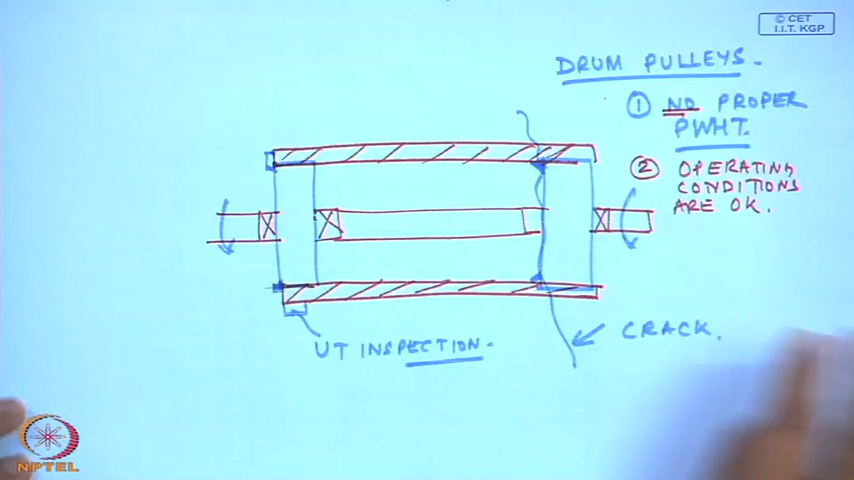 © CET
I.I.T. KGP
DRUM PULLEYS.
① NO PROPER
PWHT.
② OPERATING
CONDITIONS
ARE OK.
CRACK.
UT INSPECTION.
NPTEL